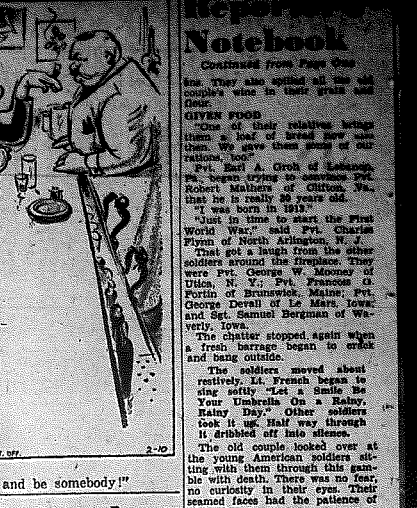 Reporter's
Notebook
Continued from Page One
ens. They also spilled all the old
couple's wine in their grain and
flour.
GIVEN FOOD
"One of their relatives brings
them a loaf of bread now and
then. We gave them some of our
rations, too."
Pvt. Earl A. Groh of Lebanon,
Pa., began trying to convince Pvt.
Robert Mathers of Clifton, Va.,
that he is really 30 years old.
"I was born in 1913."
"Just in time to start the First
World War," said Pvt. Charles
Flynn of North Arlington, N. J.
That got a laugh from the other
soldiers around the fireplace. They
were Pvt. George W. Mooney of
Utica, N. Y.; Pvt. Francois O.
Fortin of Brunswick, Maine; Pvt.
George Devall of Le Mars, Iowa;
and Sgt. Samuel Bergman of Wa-
verly, Iowa.
The chatter stopped again when
a fresh barrage began to crack
and bang outside.
The soldiers moved about
restively. Lt. French began to
sing softly "Let a Smile Be
Your Umbrella On a Rainy,
Rainy Day." Other soldiers
took it up. Half way through
it dribbled off into silence.
The old couple looked over at
the young American soldiers sit-
ting with them through this gam-
ble with death. There was no fear,
no curiosity in their eyes. Their
seamed faces had the patience of
T. OFF.
2-10
and be somebody!"